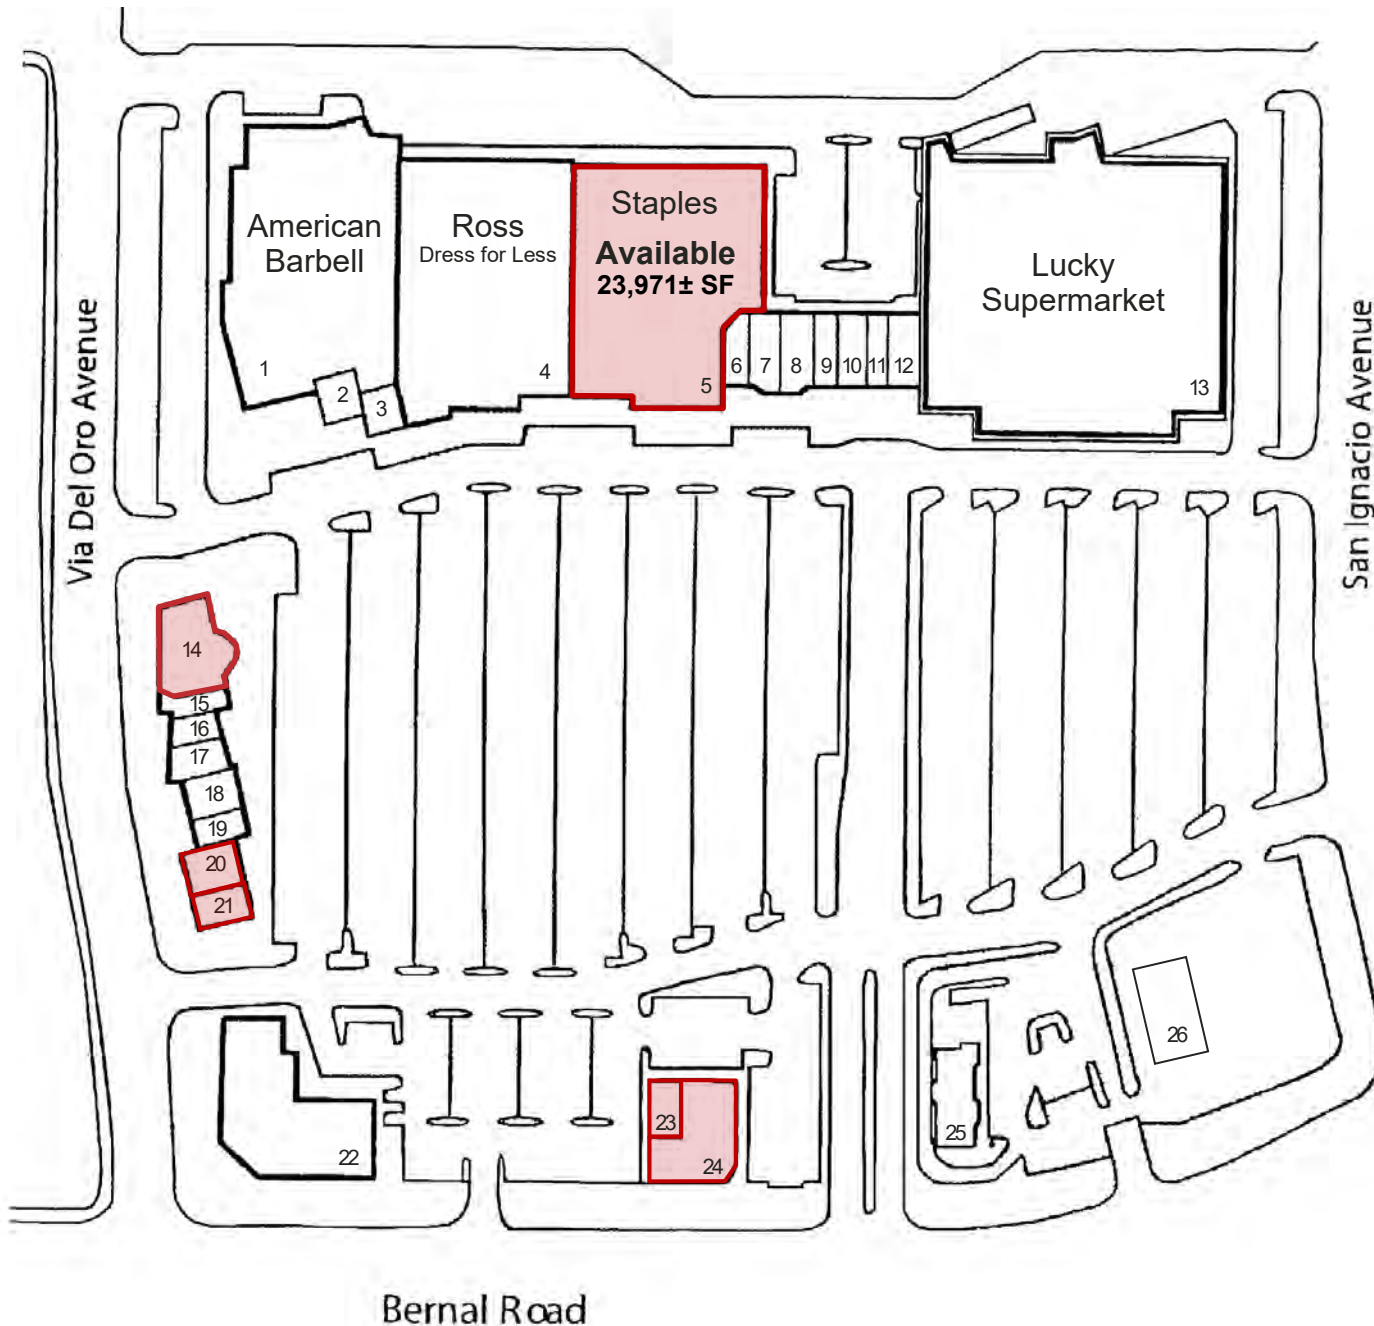 American
Barbell
Ross
Dress for Less
Staples
Available
23,971± SF
Lucky
Supermarket
1
2
3
4
5
6
7
8
9
10
11
12
13
Via Del Oro Avenue
San Ignacio Avenue
14
15
16
17
18
19
20
21
22
23
24
25
26
Bernal Road